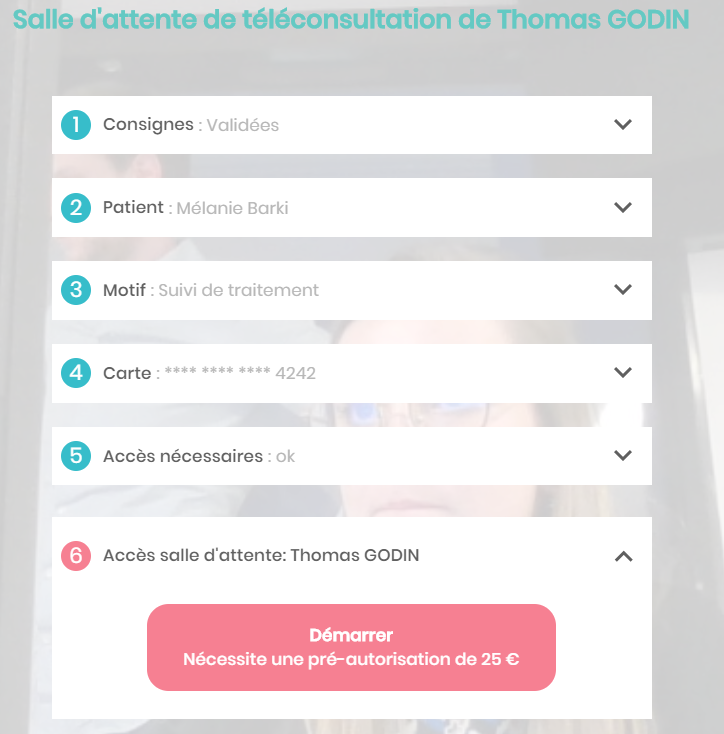 Salle d'attente de téléconsultation de Thomas GODIN
1 Consignes : Validées
2 Patient : Mélanie Barki
3 Motif : Suivi de traitement
4 Carte : **** **** **** 4242
5 Accès nécessaires : ok
6 Accès salle d'attente: Thomas GODIN
Démarrer
Nécessite une pré-autorisation de 25 €